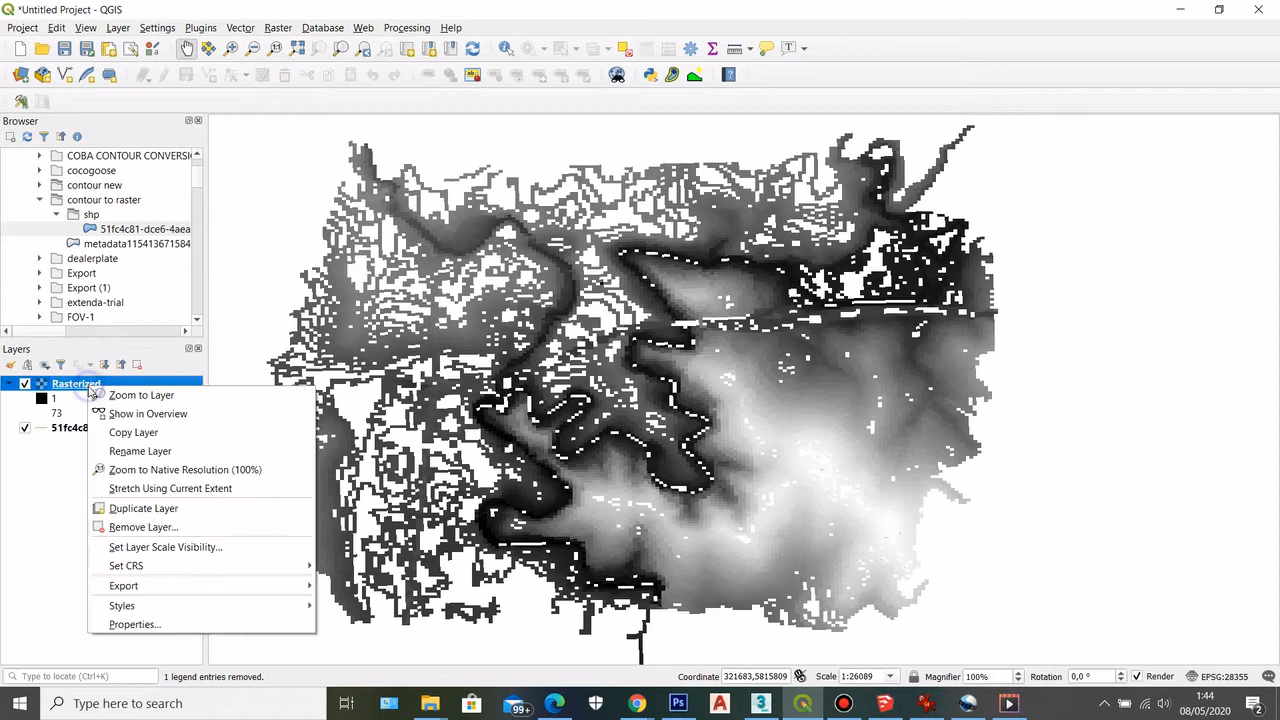 *Untitled Project - QGIS
Project Edit View Layer Settings Plugins Vector Raster Database Web Processing Help
Browser
COBA CONTOUR CONVERSI
cocogoose
contour new
contour to raster
shp
51fc4c81-dce6-4aea
metadata115413671584
dealerplate
Export
Export (1)
extenda-trial
FOV-1
Layers
Rasterized
1
73
51fc4c8
Zoom to Layer
Show in Overview
Copy Layer
Rename Layer
Zoom to Native Resolution (100%)
Stretch Using Current Extent
Duplicate Layer
Remove Layer...
Set Layer Scale Visibility...
Set CRS
Export
Styles
Properties...
Type to locate (Ctrl+K) 1 legend entries removed. Coordinate 321683,5815809 Scale 1:26089 Magnifier 100% Rotation 0,0 ° Render EPSG:28355
Type here to search 99+ 1:44
08/05/2020 2